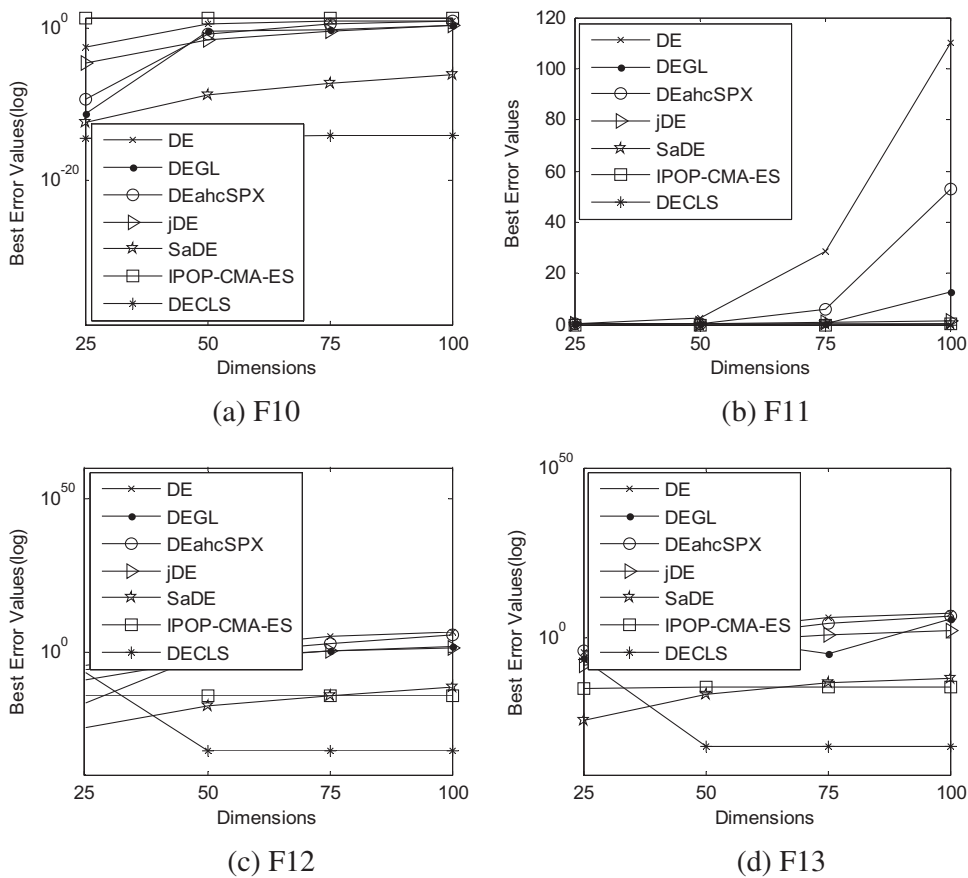 Best Error Values(log)
10^0
10^-20
DE
DEGL
DEahcSPX
jDE
SaDE
IPOP-CMA-ES
DECLS
25 50 75 100
Dimensions
(a) F10
Best Error Values
120
100
80
60
40
20
0
DE
DEGL
DEahcSPX
jDE
SaDE
IPOP-CMA-ES
DECLS
25 50 75 100
Dimensions
(b) F11
Best Error Values(log)
10^50
10^0
DE
DEGL
DEahcSPX
jDE
SaDE
IPOP-CMA-ES
DECLS
25 50 75 100
Dimensions
(c) F12
Best Error Values(log)
10^50
10^0
DE
DEGL
DEahcSPX
jDE
SaDE
IPOP-CMA-ES
DECLS
25 50 75 100
Dimensions
(d) F13